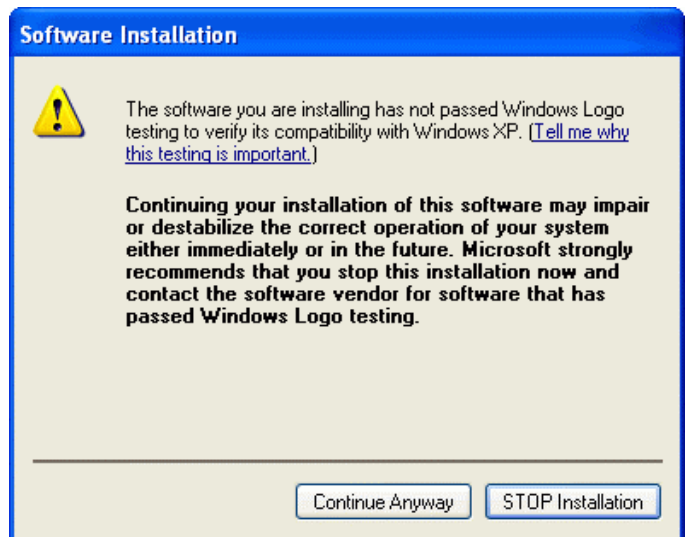 Software Installation
The software you are installing has not passed Windows Logo
testing to verify its compatibility with Windows XP. (Tell me why
this testing is important.)
Continuing your installation of this software may impair
or destabilize the correct operation of your system
either immediately or in the future. Microsoft strongly
recommends that you stop this installation now and
contact the software vendor for software that has
passed Windows Logo testing.
Continue Anyway
STOP Installation